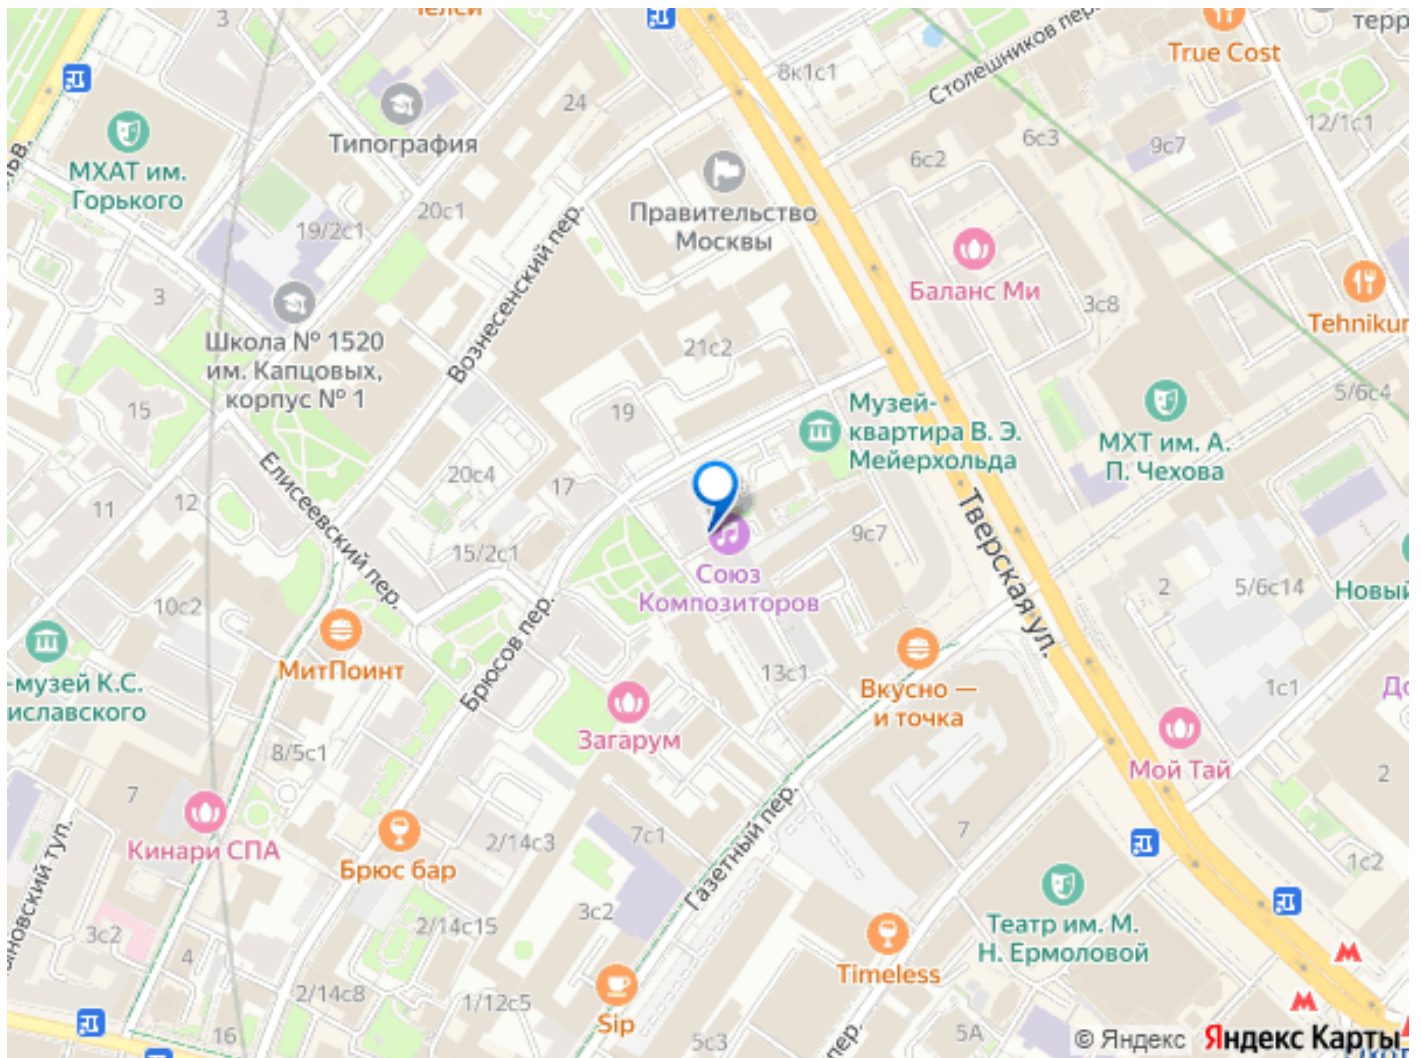 Челси
3
8к1с1
Столешников пер.
True Cost
терр
24
Типография
МХАТ им.
Горького
6с3
6с2
9с7
12/1с1
20с1
19/2с1
Вознесенский пер.
Правительство
Москвы
Баланс Ми
3с8
Tehnikum
3
Школа № 1520
им. Капцовых,
корпус № 1
21с2
5/6с4
15
19
Музей-
квартира В. Э.
Мейерхольда
МХТ им. А.
П. Чехова
Елисеевский пер.
20с4
17
11
12
Тверская ул.
15/2с1
9с7
Союз
Композиторов
10с2
2
5/6с14
Новый
Брюсов пер.
МитПоинт
-музей К.С.
иславского
13с1
Вкусно —
и точка
1с1
До
Загарум
8/5с1
Мой Тай
2
7
Кинари СПА
Газетный пер.
2/14с3
7с1
7
Брюс бар
1с2
ыновский туп.
3с2
2/14с15
3с2
4
Театр им. М.
Н. Ермоловой
Timeless
2/14с8
1/12с5
Sip
16
5с3
пер.
5А
© Яндекс Яндекс Карты